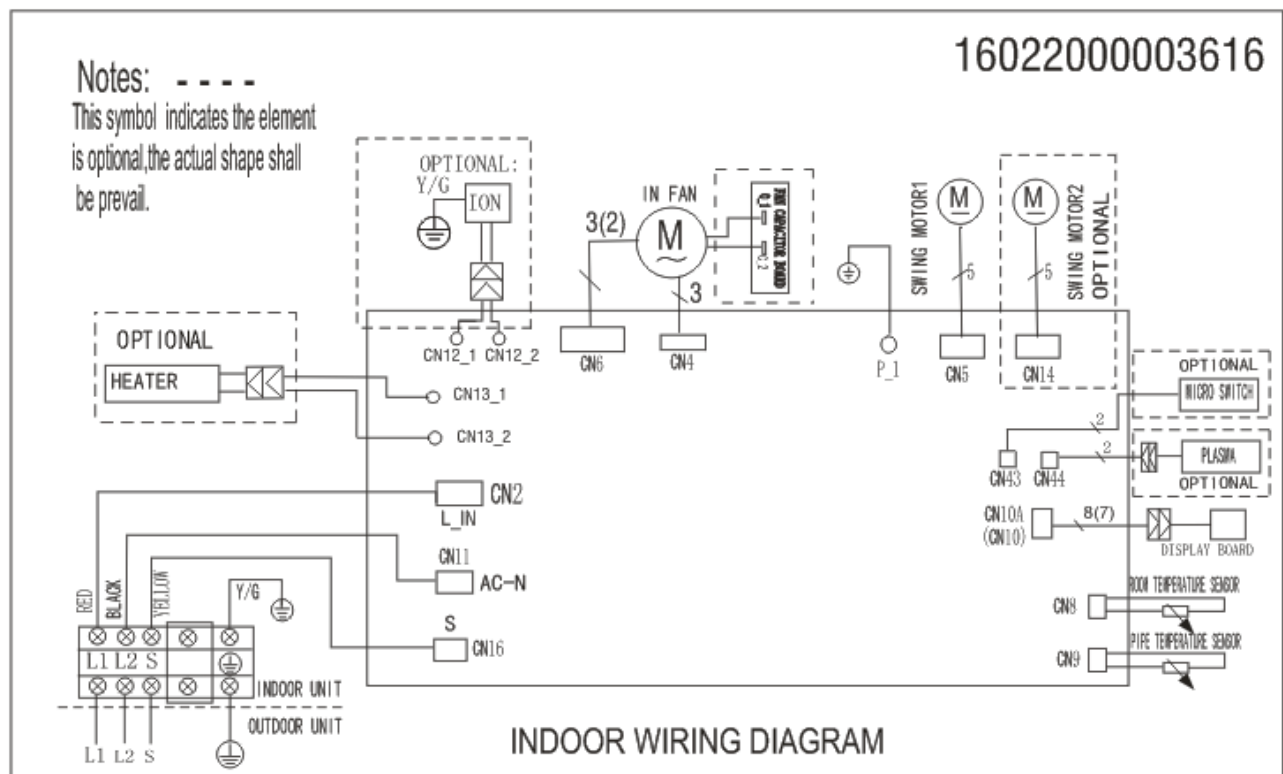 16022000003616
Notes: ----
This symbol indicates the element
is optional,the actual shape shall
be prevail.
OPTIONAL:
Y/G
ION
CN12_1 CN12_2
IN FAN
M
3(2)
3
CN6
CN4
FAN CAPACITOR BOARD
P_1
SWING MOTOR1
M
5
CN5
SWING MOTOR2
OPTIONAL
M
5
CN14
OPTIONAL
HEATER
CN13_1
CN13_2
OPTIONAL
MICRO SWITCH
2
CN43
PLASMA
OPTIONAL
2
CN44
CN10A
(CN10)
8(7)
DISPLAY BOARD
CN2
L_IN
CN11
AC-N
S
CN16
ROOM TEMPERATURE SENSOR
CN8
PIPE TEMPERATURE SENSOR
CN9
RED
BLACK
YELLOW
Y/G
L1 L2 S
INDOOR UNIT
OUTDOOR UNIT
L1 L2 S
INDOOR WIRING DIAGRAM